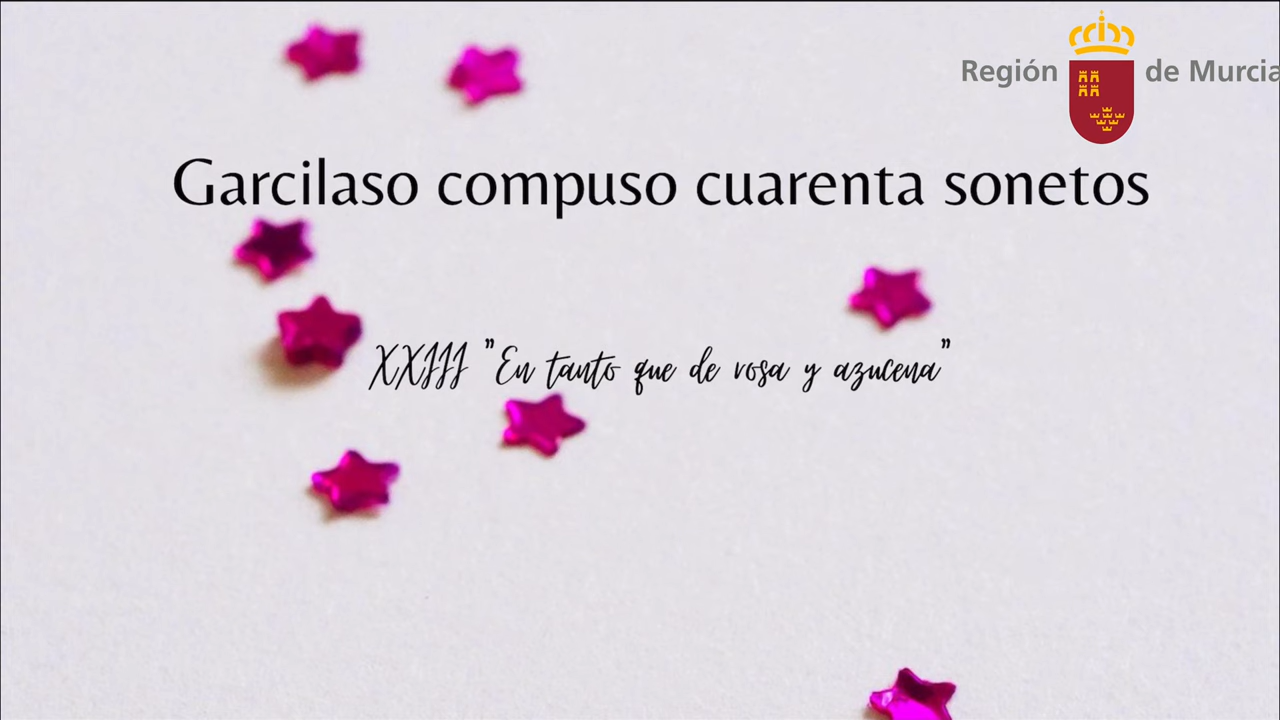 Región de Murcia
Garcilaso compuso cuarenta sonetos
XXIII "En tanto que de rosa y azucena"